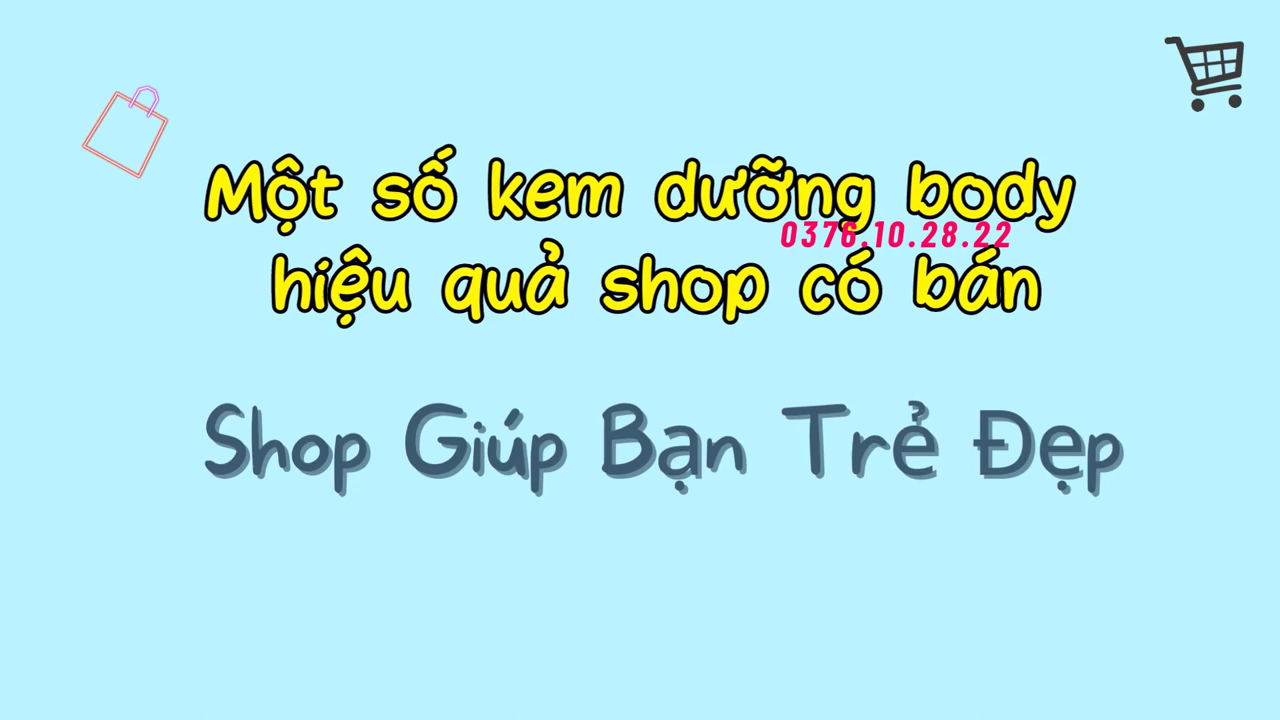 Một số kem dưỡng body
0376.10.28.22
hiệu quả shop có bán
Shop Giúp Bạn Trẻ Đẹp